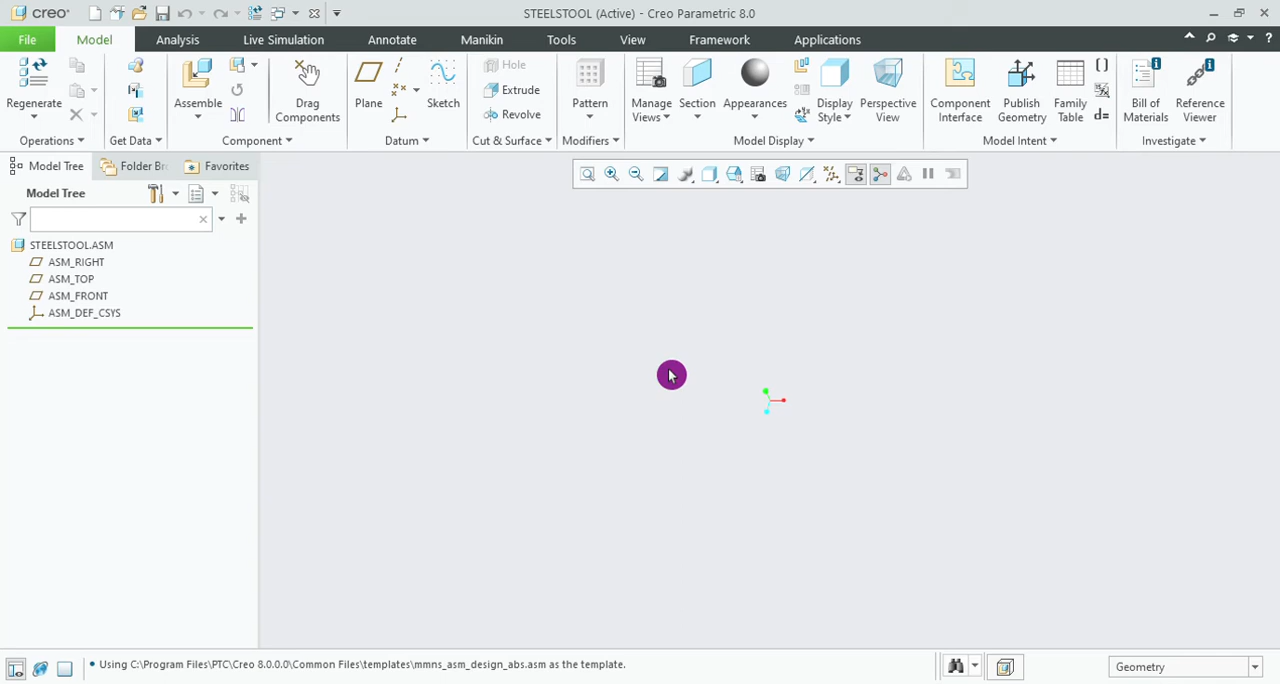 creo
STEELSTOOL (Active) - Creo Parametric 8.0
File
Model
Analysis
Live Simulation
Annotate
Manikin
Tools
View
Framework
Applications
Regenerate
Assemble
Drag
Components
Plane
Sketch
Hole
Extrude
Revolve
Pattern
Manage
Views
Section
Appearances
Display
Style
Perspective
View
Component
Interface
Publish
Geometry
Family
Table
Bill of
Materials
Reference
Viewer
Operations
Get Data
Component
Datum
Cut & Surface
Modifiers
Model Display
Model Intent
Investigate
Model Tree
Folder Br
Favorites
Model Tree
STEELSTOOL.ASM
ASM_RIGHT
ASM_TOP
ASM_FRONT
ASM_DEF_CSYS
• Using C:\Program Files\PTC\Creo 8.0.0.0\Common Files\templates\mmns_asm_design_abs.asm as the template.
Geometry